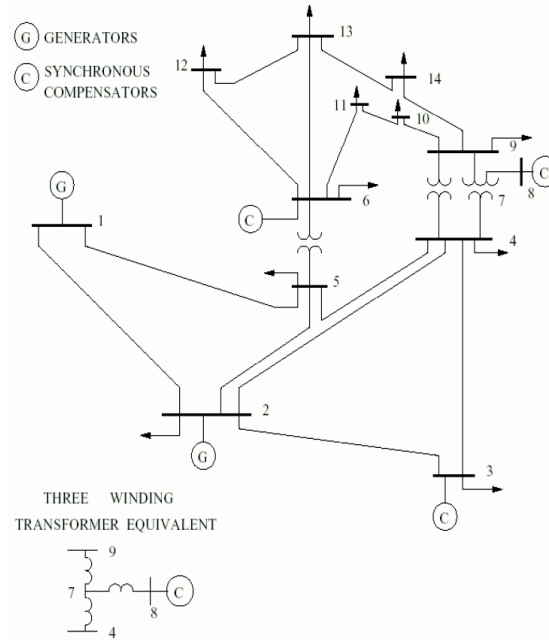 G GENERATORS
C SYNCHRONOUS
COMPENSATORS
13
12
14
11
10
9
G
C
8
7
6
C
1
4
5
2
G
3
C
THREE WINDING
TRANSFORMER EQUIVALENT
9
7
C
8
4